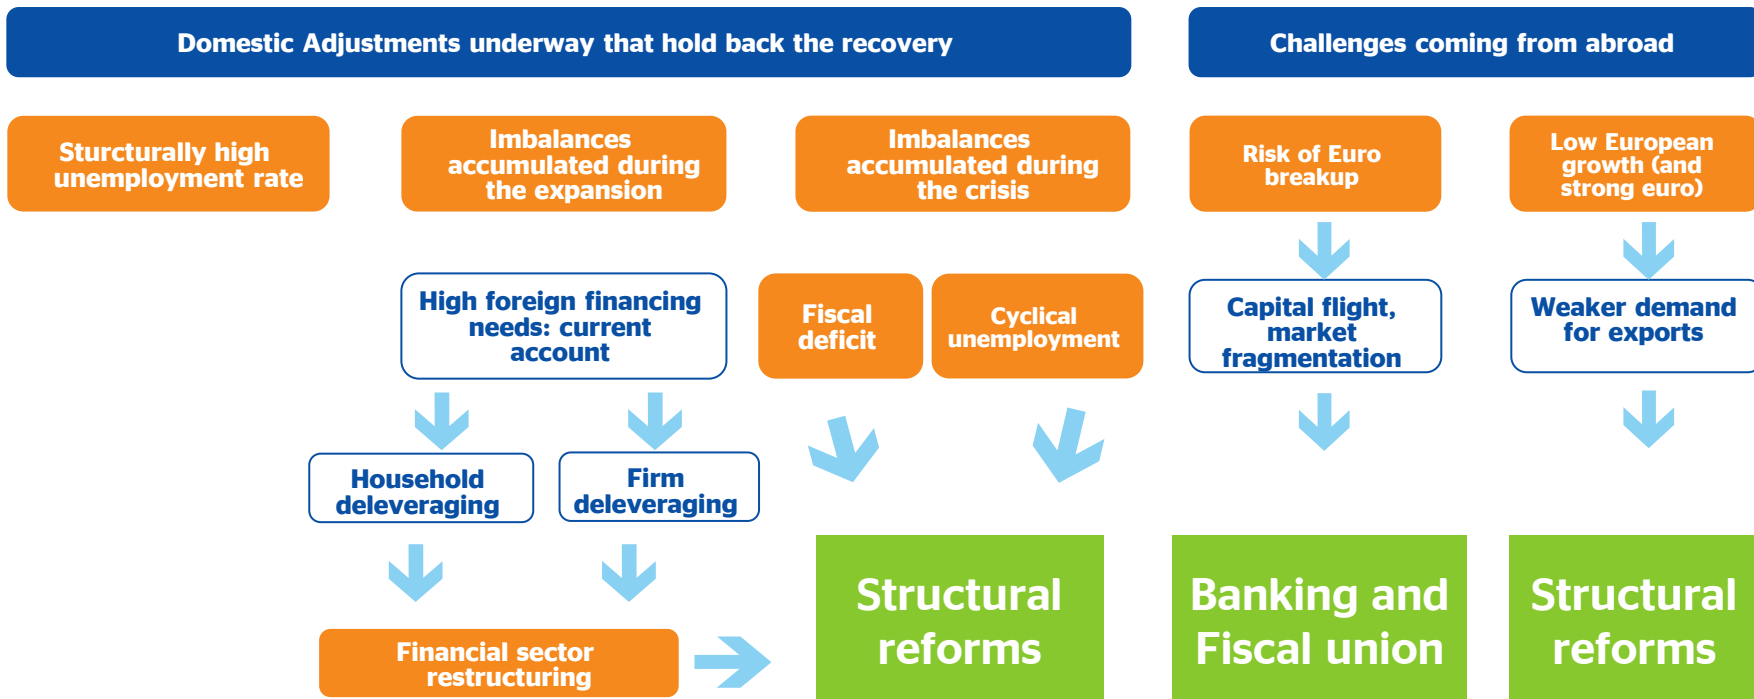 Domestic Adjustments underway that hold back the recovery
Challenges coming from abroad
Sturcturally high
unemployment rate
Imbalances
accumulated during
the expansion
Imbalances
accumulated during
the crisis
Risk of Euro
breakup
Low European
growth (and
strong euro)
High foreign financing
needs: current
account
Fiscal
deficit
Cyclical
unemployment
Capital flight,
market
fragmentation
Weaker demand
for exports
Household
deleveraging
Firm
deleveraging
Financial sector
restructuring
Structural
reforms
Banking and
Fiscal union
Structural
reforms